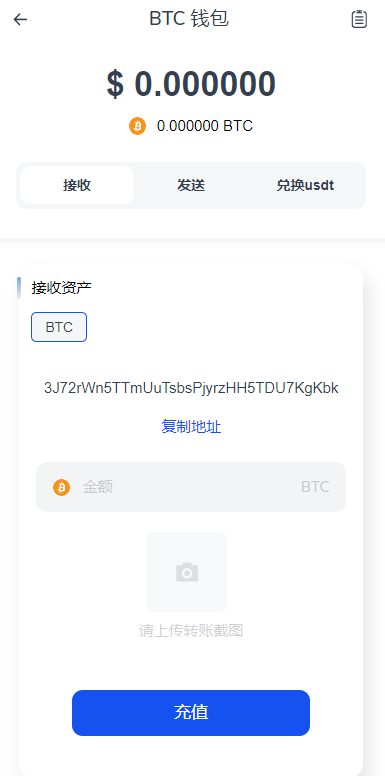 BTC 钱包
$ 0.000000
0.000000 BTC
接收 发送 兑换usdt
接收资产
BTC
3J72rWn5TTmUuTsbsPjyrzHH5TDU7KgKbk
复制地址
金额 BTC
请上传转账截图
充值